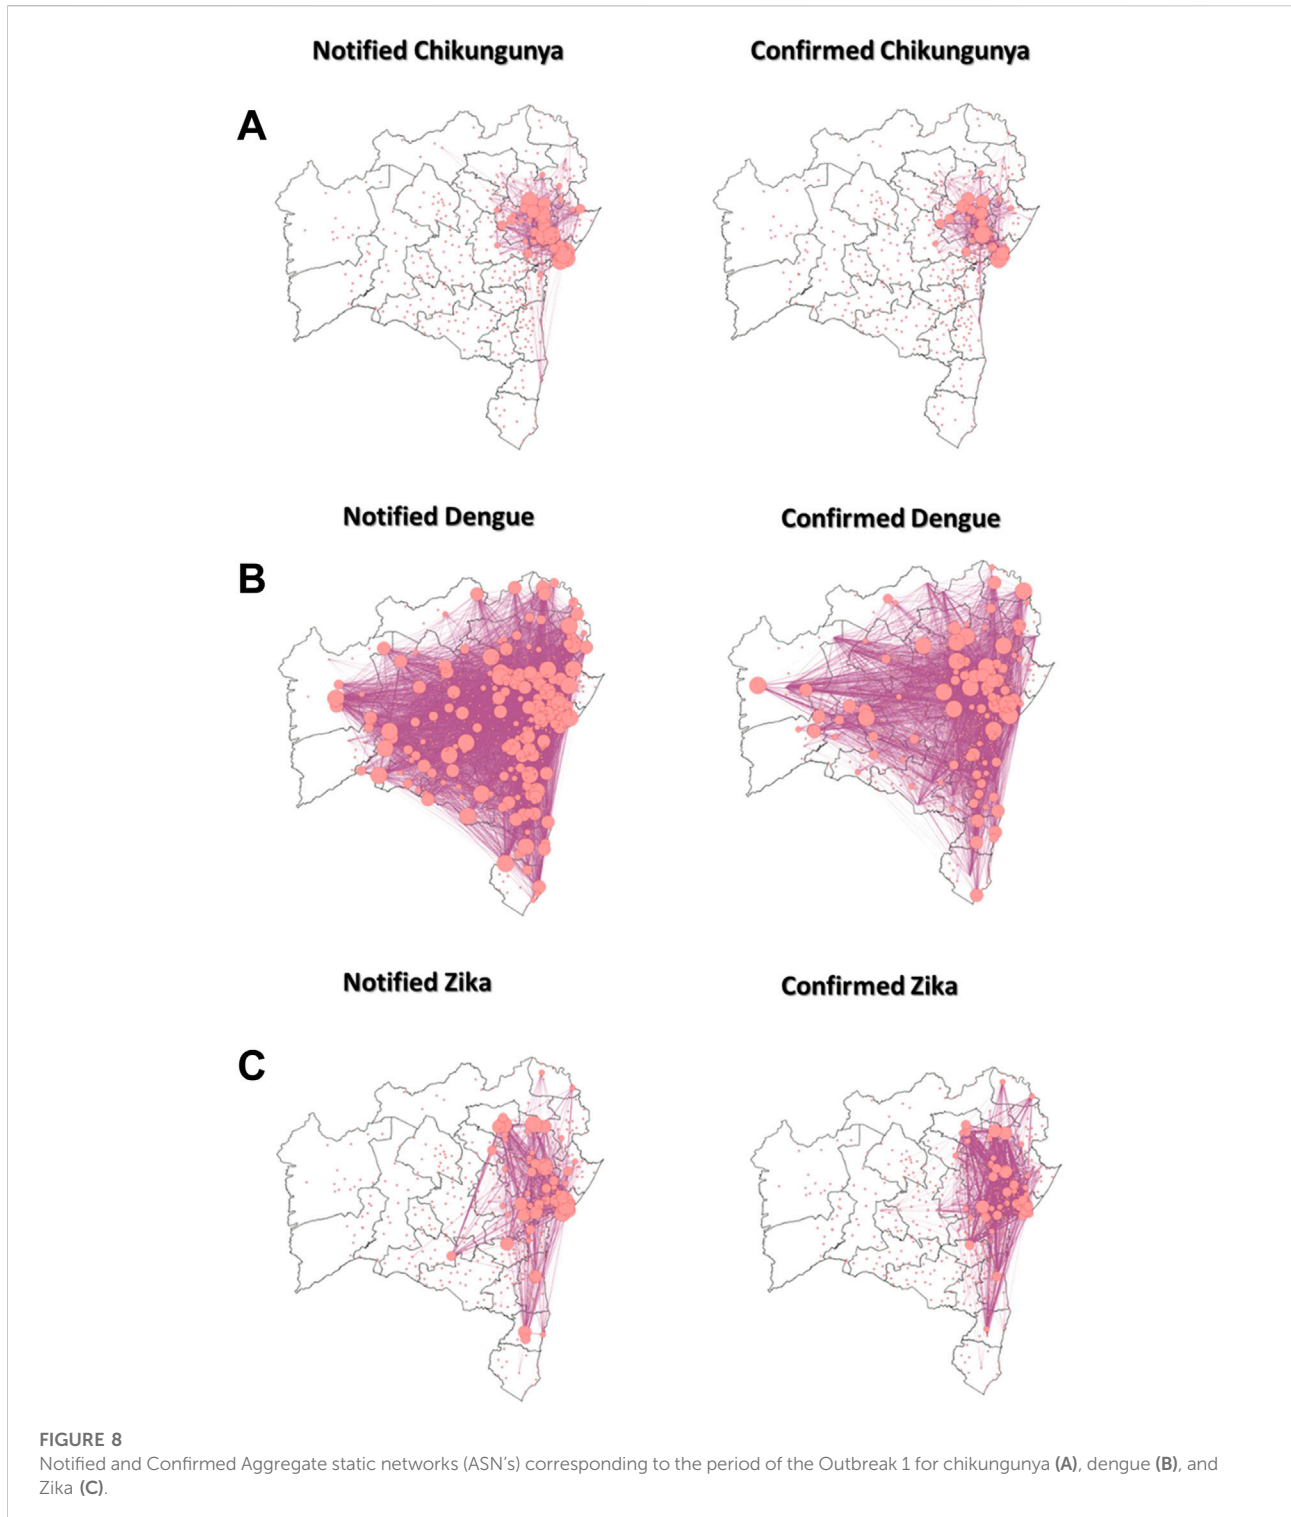 Notified Chikungunya
Confirmed Chikungunya
A
Notified Dengue
Confirmed Dengue
B
Notified Zika
Confirmed Zika
C
FIGURE 8
Notified and Confirmed Aggregate static networks (ASN's) corresponding to the period of the Outbreak 1 for chikungunya (A), dengue (B), and
Zika (C).